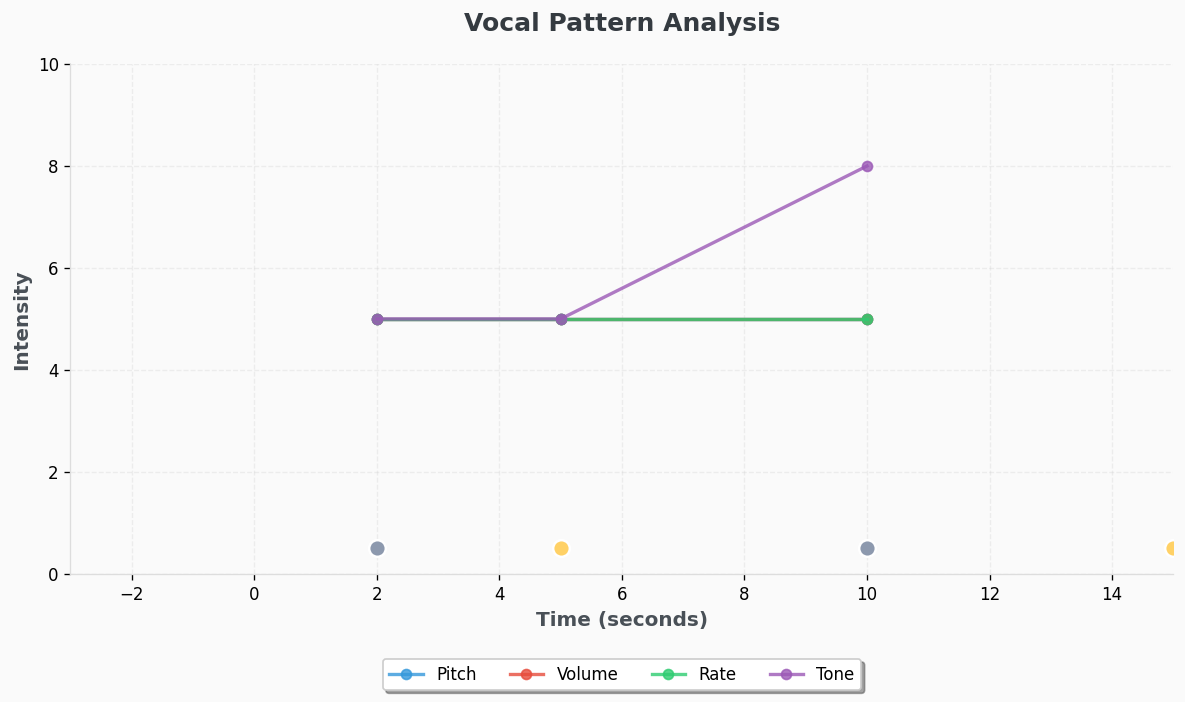 Vocal Pattern Analysis
10
8
6
4
2
0
Intensity
−2 0 2 4 6 8 10 12 14
Time (seconds)
Pitch Volume Rate Tone